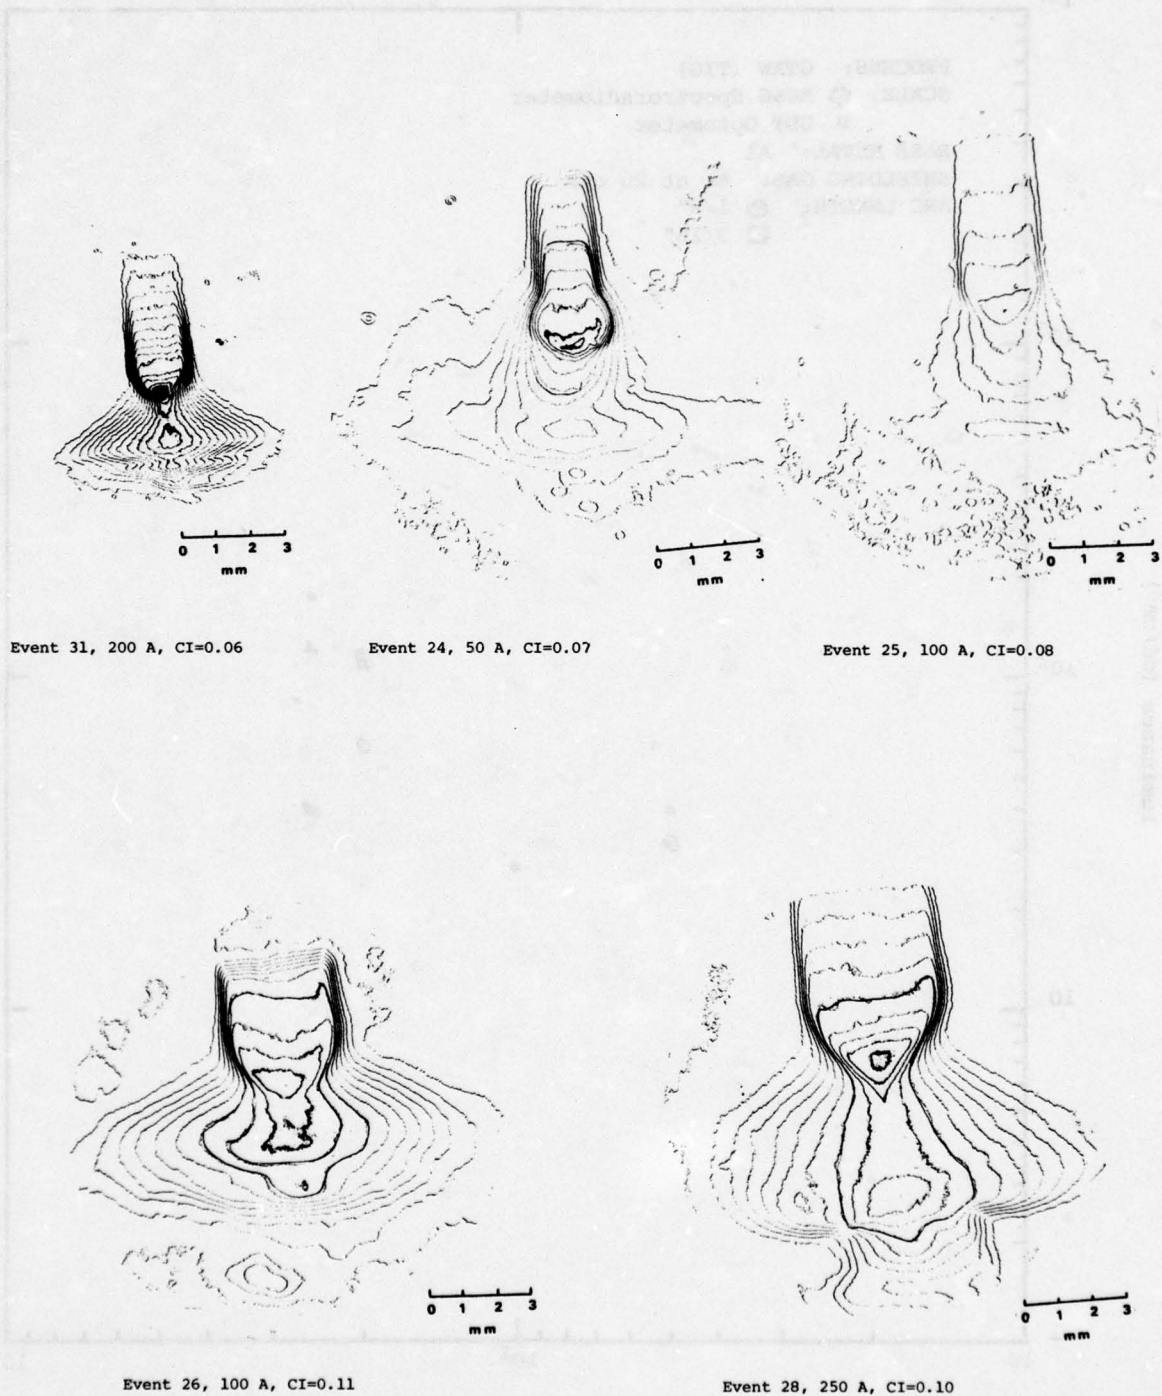 0 1 2 3
mm
0 1 2 3
mm
0 1 2 3
mm
Event 31, 200 A, CI=0.06
Event 24, 50 A, CI=0.07
Event 25, 100 A, CI=0.08
0 1 2 3
mm
0 1 2 3
mm
Event 26, 100 A, CI=0.11
Event 28, 250 A, CI=0.10